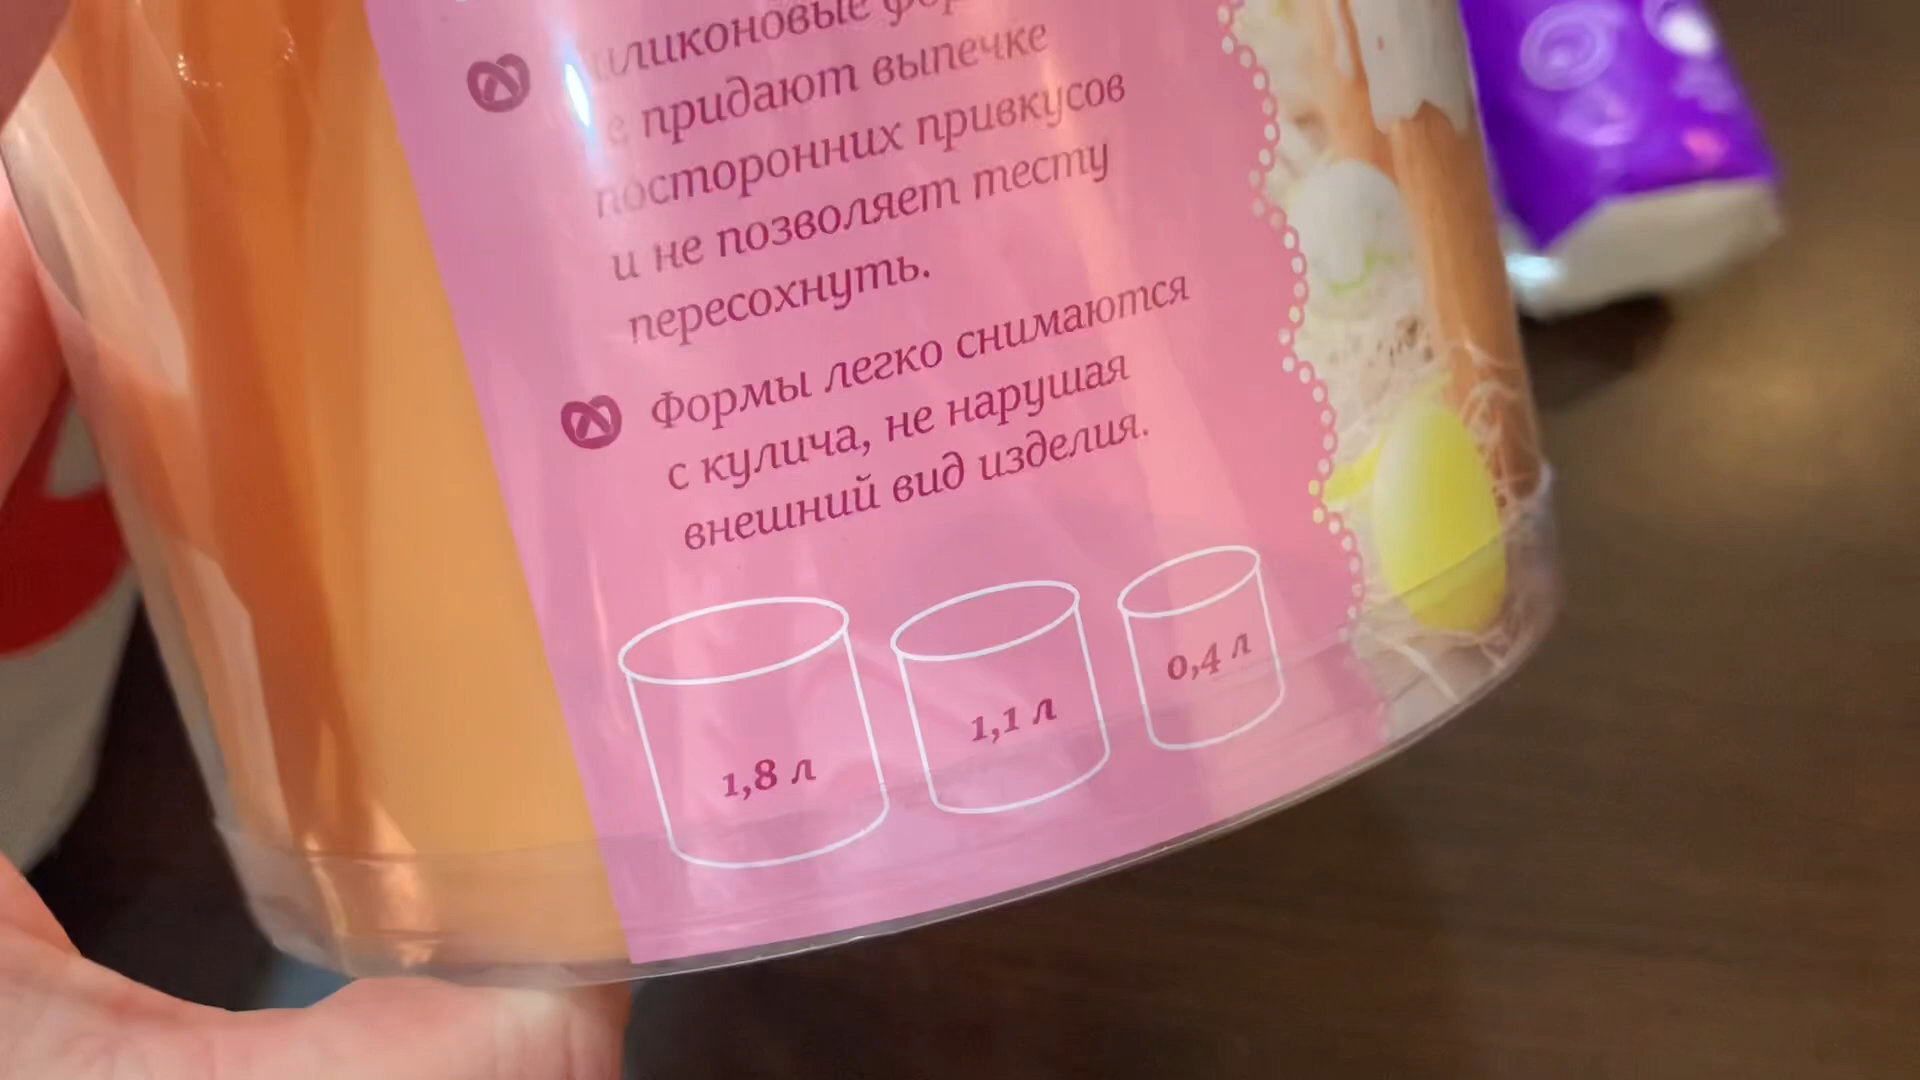 придают выпечке
посторонних привкусов
и не позволяет тесту
пересохнуть.
Формы легко снимаются
с кулича, не нарушая
внешний вид изделия.
1,8 л
1,1 л
0,4 л